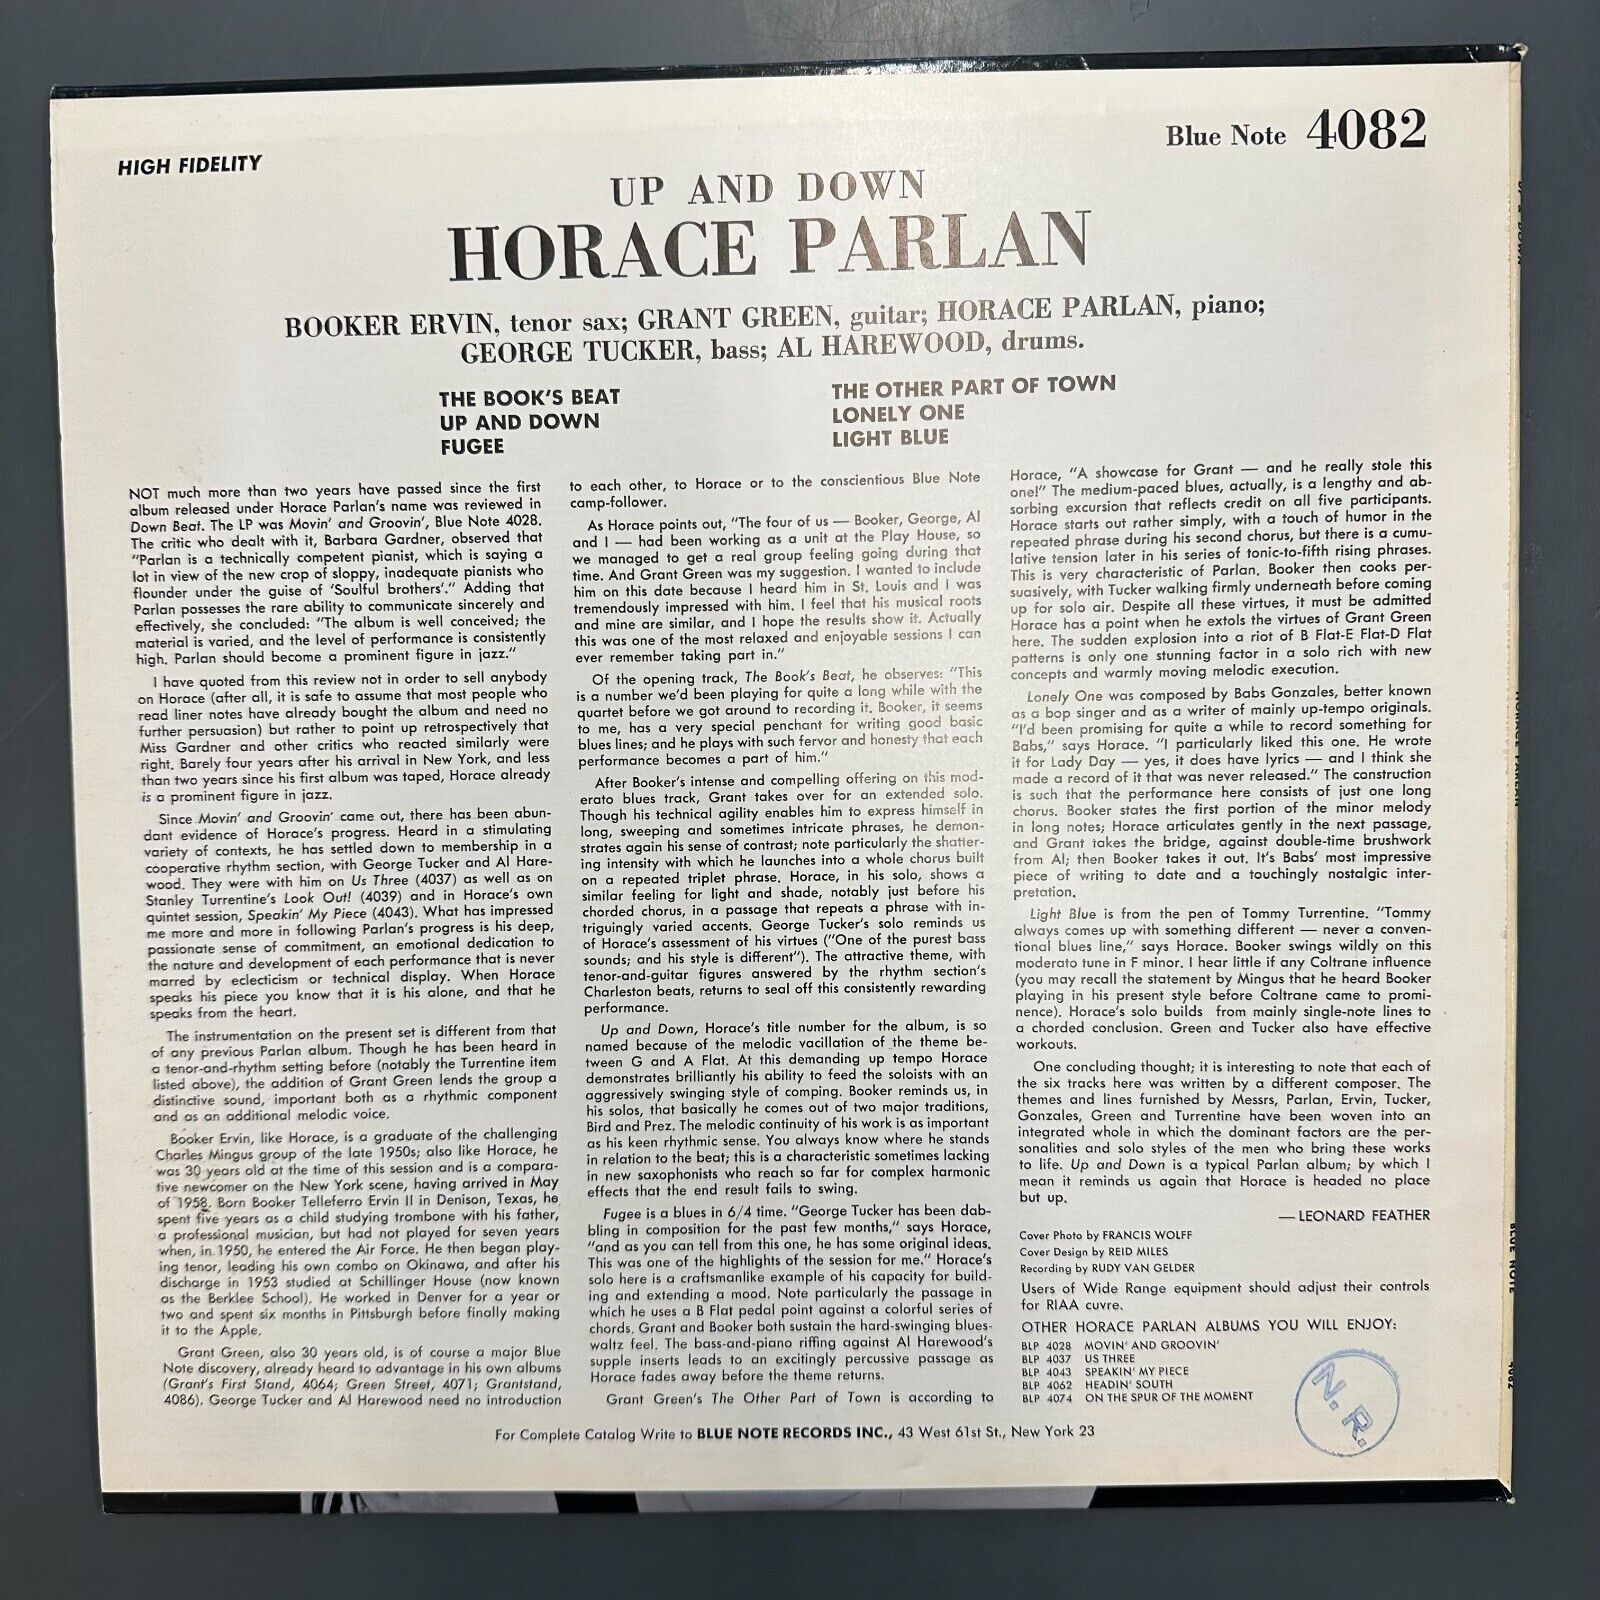 HIGH FIDELITY
Blue Note 4082
UP AND DOWN
HORACE PARLAN
BOOKER ERVIN, tenor sax; GRANT GREEN, guitar; HORACE PARLAN, piano;
GEORGE TUCKER, bass; AL HAREWOOD, drums.
THE BOOK'S BEAT
UP AND DOWN
FUGEE
THE OTHER PART OF TOWN
LONELY ONE
LIGHT BLUE
NOT much more than two years have passed since the first
album released under Horace Parlan's name was reviewed in
Down Beat. The LP was Movin' and Groovin', Blue Note 4028.
The critic who dealt with it, Barbara Gardner, observed that
"Parlan is a technically competent pianist, which is saying a
lot in view of the new crop of sloppy, inadequate pianists who
flounder under the guise of 'Soulful brothers'." Adding that
Parlan possesses the rare ability to communicate sincerely and
effectively, she concluded: "The album is well conceived; the
material is varied, and the level of performance is consistently
high. Parlan should become a prominent figure in jazz."
I have quoted from this review not in order to sell anybody
on Horace (after all, it is safe to assume that most people who
read liner notes have already bought the album and need no
further persuasion) but rather to point up retrospectively that
Miss Gardner and other critics who reacted similarly were
right. Barely four years after his arrival in New York, and less
than two years since his first album was taped, Horace already
is a prominent figure in jazz.
Since Movin' and Groovin' came out, there has been abun-
dant evidence of Horace's progress. Heard in a stimulating
variety of contexts, he has settled down to membership in a
cooperative rhythm section, with George Tucker and Al Hare-
wood. They were with him on Us Three (4037) as well as on
Stanley Turrentine's Look Out! (4039) and in Horace's own
quintet session, Speakin' My Piece (4043). What has impressed
me more and more in following Parlan's progress is his deep,
passionate sense of commitment, an emotional dedication to
the nature and development of each performance that is never
marred by eclecticism or technical display. When Horace
speaks his piece you know that it is his alone, and that he
speaks from the heart.
The instrumentation on the present set is different from that
of any previous Parlan album. Though he has been heard in
a tenor-and-rhythm setting before (notably the Turrentine item
listed above), the addition of Grant Green lends the group a
distinctive sound, important both as a rhythmic component
and as an additional melodic voice.
Booker Ervin, like Horace, is a graduate of the challenging
Charles Mingus group of the late 1950s; also like Horace, he
was 30 years old at the time of this session and is a compara-
tive newcomer on the New York scene, having arrived in May
of 1958. Born Booker Telleferro Ervin II in Denison, Texas, he
spent five years as a child studying trombone with his father,
a professional musician, but had not played for seven years
when, in 1950, he entered the Air Force. He then began play-
ing tenor, leading his own combo on Okinawa, and after his
discharge in 1953 studied at Schillinger House (now known
as the Berklee School). He worked in Denver for a year or
two and spent six months in Pittsburgh before finally making
it to the Apple.
Grant Green, also 30 years old, is of course a major Blue
Note discovery, already heard to advantage in his own albums
(Grant's First Stand, 4064; Green Street, 4071; Grantstand,
4086). George Tucker and Al Harewood need no introduction
to each other, to Horace or to the conscientious Blue Note
camp-follower.
As Horace points out, "The four of us — Booker, George, Al
and I — had been working as a unit at the Play House, so
we managed to get a real group feeling going during that
time. And Grant Green was my suggestion. I wanted to include
him on this date because I heard him in St. Louis and I was
tremendously impressed with him. I feel that his musical roots
and mine are similar, and I hope the results show it. Actually
this was one of the most relaxed and enjoyable sessions I can
ever remember taking part in."
Of the opening track, The Book's Beat, he observes: "This
is a number we'd been playing for quite a long while with the
quartet before we got around to recording it. Booker, it seems
to me, has a very special penchant for writing good basic
blues lines; and he plays with such fervor and honesty that each
performance becomes a part of him."
After Booker's intense and compelling offering on this mod-
erato blues track, Grant takes over for an extended solo.
Though his technical agility enables him to express himself in
long, sweeping and sometimes intricate phrases, he demon-
strates again his sense of contrast; note particularly the shatter-
ing intensity with which he launches into a whole chorus built
on a repeated triplet phrase. Horace, in his solo, shows a
similar feeling for light and shade, notably just before his
chorded chorus, in a passage that repeats a phrase with in-
triguingly varied accents. George Tucker's solo reminds us
of Horace's assessment of his virtues ("One of the purest bass
sounds; and his style is different"). The attractive theme, with
tenor-and-guitar figures answered by the rhythm section's
Charleston beats, returns to seal off this consistently rewarding
performance.
Up and Down, Horace's title number for the album, is so
named because of the melodic vacillation of the theme be-
tween G and A Flat. At this demanding up tempo Horace
demonstrates brilliantly his ability to feed the soloists with an
aggressively swinging style of comping. Booker reminds us, in
his solos, that basically he comes out of two major traditions,
Bird and Prez. The melodic continuity of his work is as important
as his keen rhythmic sense. You always know where he stands
in relation to the beat; this is a characteristic sometimes lacking
in new saxophonists who reach so far for complex harmonic
effects that the end result fails to swing.
Fugee is a blues in 6/4 time. "George Tucker has been dab-
bling in composition for the past few months," says Horace,
"and as you can tell from this one, he has some original ideas.
This was one of the highlights of the session for me." Horace's
solo here is a craftsmanlike example of his capacity for build-
ing and extending a mood. Note particularly the passage in
which he uses a B Flat pedal point against a colorful series of
chords. Grant and Booker both sustain the hard-swinging blues-
waltz feel. The bass-and-piano riffing against Al Harewood's
supple inserts leads to an excitingly percussive passage as
Horace fades away before the theme returns.
Grant Green's The Other Part of Town is according to
Horace, "A showcase for Grant — and he really stole this
one!" The medium-paced blues, actually, is a lengthy and ab-
sorbing excursion that reflects credit on all five participants.
Horace starts out rather simply, with a touch of humor in the
repeated phrase during his second chorus, but there is a cumu-
lative tension later in his series of tonic-to-fifth rising phrases.
This is very characteristic of Parlan. Booker then cooks per-
suasively, with Tucker walking firmly underneath before coming
up for solo air. Despite all these virtues, it must be admitted
Horace has a point when he extols the virtues of Grant Green
here. The sudden explosion into a riot of B Flat-E Flat-D Flat
patterns is only one stunning factor in a solo rich with new
concepts and warmly moving melodic execution.
Lonely One was composed by Babs Gonzales, better known
as a bop singer and as a writer of mainly up-tempo originals.
"I'd been promising for quite a while to record something for
Babs," says Horace. "I particularly liked this one. He wrote
it for Lady Day — yes, it does have lyrics — and I think she
made a record of it that was never released." The construction
is such that the performance here consists of just one long
chorus. Booker states the first portion of the minor melody
in long notes; Horace articulates gently in the next passage,
and Grant takes the bridge, against double-time brushwork
from Al; then Booker takes it out. It's Babs' most impressive
piece of writing to date and a touchingly nostalgic inter-
pretation.
Light Blue is from the pen of Tommy Turrentine. "Tommy
always comes up with something different — never a conven-
tional blues line," says Horace. Booker swings wildly on this
moderato tune in F minor. I hear little if any Coltrane influence
(you may recall the statement by Mingus that he heard Booker
playing in his present style before Coltrane came to promi-
nence). Horace's solo builds from mainly single-note lines to
a chorded conclusion. Green and Tucker also have effective
workouts.
One concluding thought; it is interesting to note that each of
the six tracks here was written by a different composer. The
themes and lines furnished by Messrs, Parlan, Ervin, Tucker,
Gonzales, Green and Turrentine have been woven into an
integrated whole in which the dominant factors are the per-
sonalities and solo styles of the men who bring these works
to life. Up and Down is a typical Parlan album; by which I
mean it reminds us again that Horace is headed no place
but up.
— LEONARD FEATHER
Cover Photo by FRANCIS WOLFF
Cover Design by REID MILES
Recording by RUDY VAN GELDER
Users of Wide Range equipment should adjust their controls
for RIAA cuvre.
OTHER HORACE PARLAN ALBUMS YOU WILL ENJOY:
BLP 4028 MOVIN' AND GROOVIN'
BLP 4037 US THREE
BLP 4043 SPEAKIN' MY PIECE
BLP 4062 HEADIN' SOUTH
BLP 4074 ON THE SPUR OF THE MOMENT
N. R.
For Complete Catalog Write to BLUE NOTE RECORDS INC., 43 West 61st St., New York 23
HORACE PARLAN
BLUE NOTE
4082